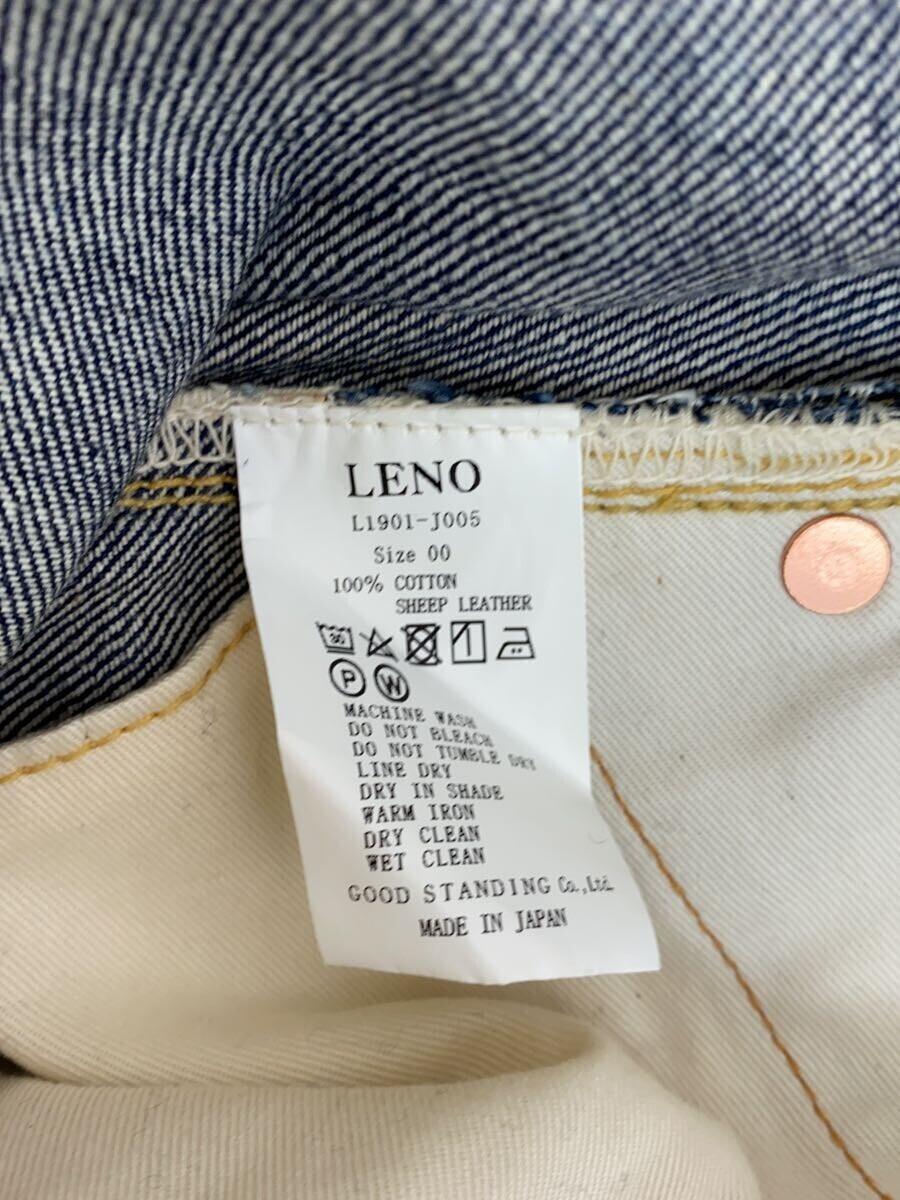 LENO
L1901-J005
Size 00
100% COTTON
SHEEP LEATHER
30
P W
MACHINE WASH
DO NOT BLEACH
DO NOT TUMBLE DRY
LINE DRY
DRY IN SHADE
WARM IRON
DRY CLEAN
WET CLEAN
GOOD STANDING Co.,Ltd.
MADE IN JAPAN